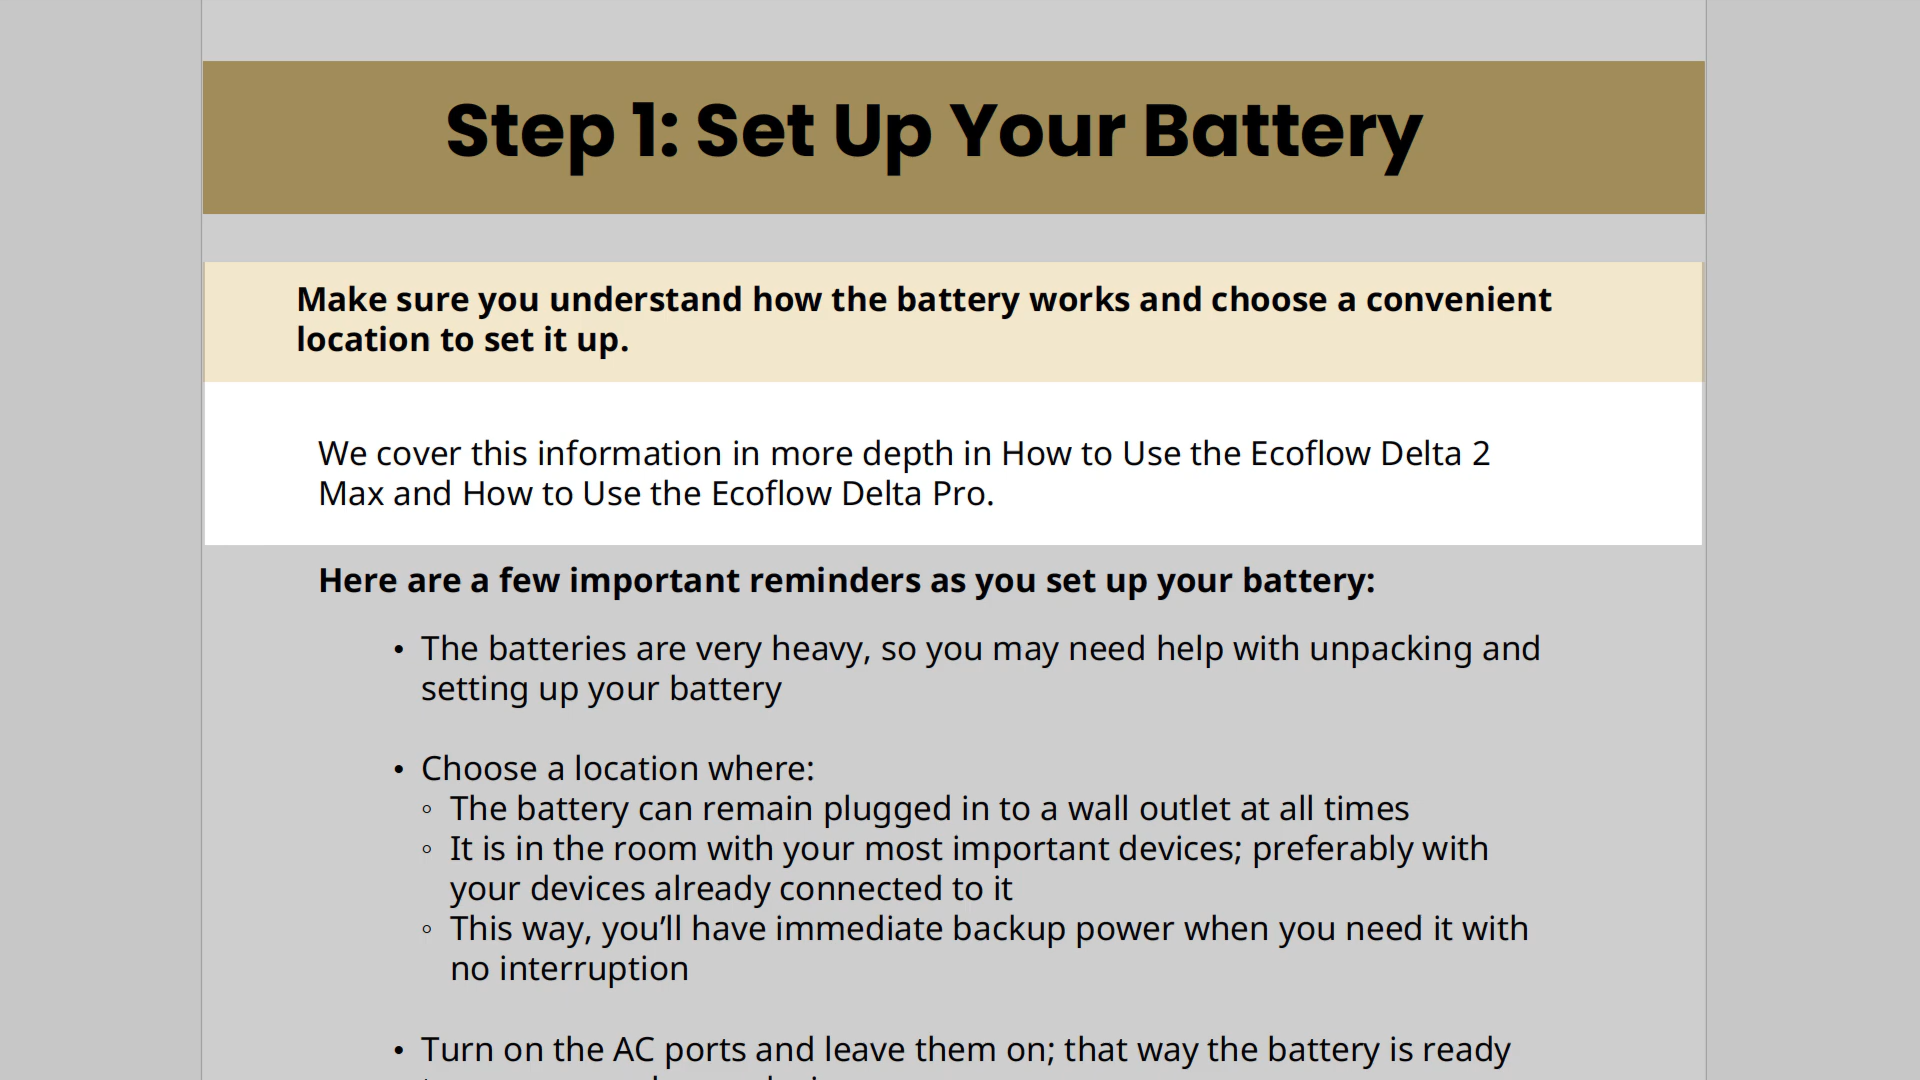 Step 1: Set Up Your Battery
Make sure you understand how the battery works and choose a convenient
location to set it up.
We cover this information in more depth in How to Use the Ecoflow Delta 2
Max and How to Use the Ecoflow Delta Pro.
Here are a few important reminders as you set up your battery:
• The batteries are very heavy, so you may need help with unpacking and
setting up your battery
• Choose a location where:
◦ The battery can remain plugged in to a wall outlet at all times
◦ It is in the room with your most important devices; preferably with
your devices already connected to it
◦ This way, you’ll have immediate backup power when you need it with
no interruption
• Turn on the AC ports and leave them on; that way the battery is ready